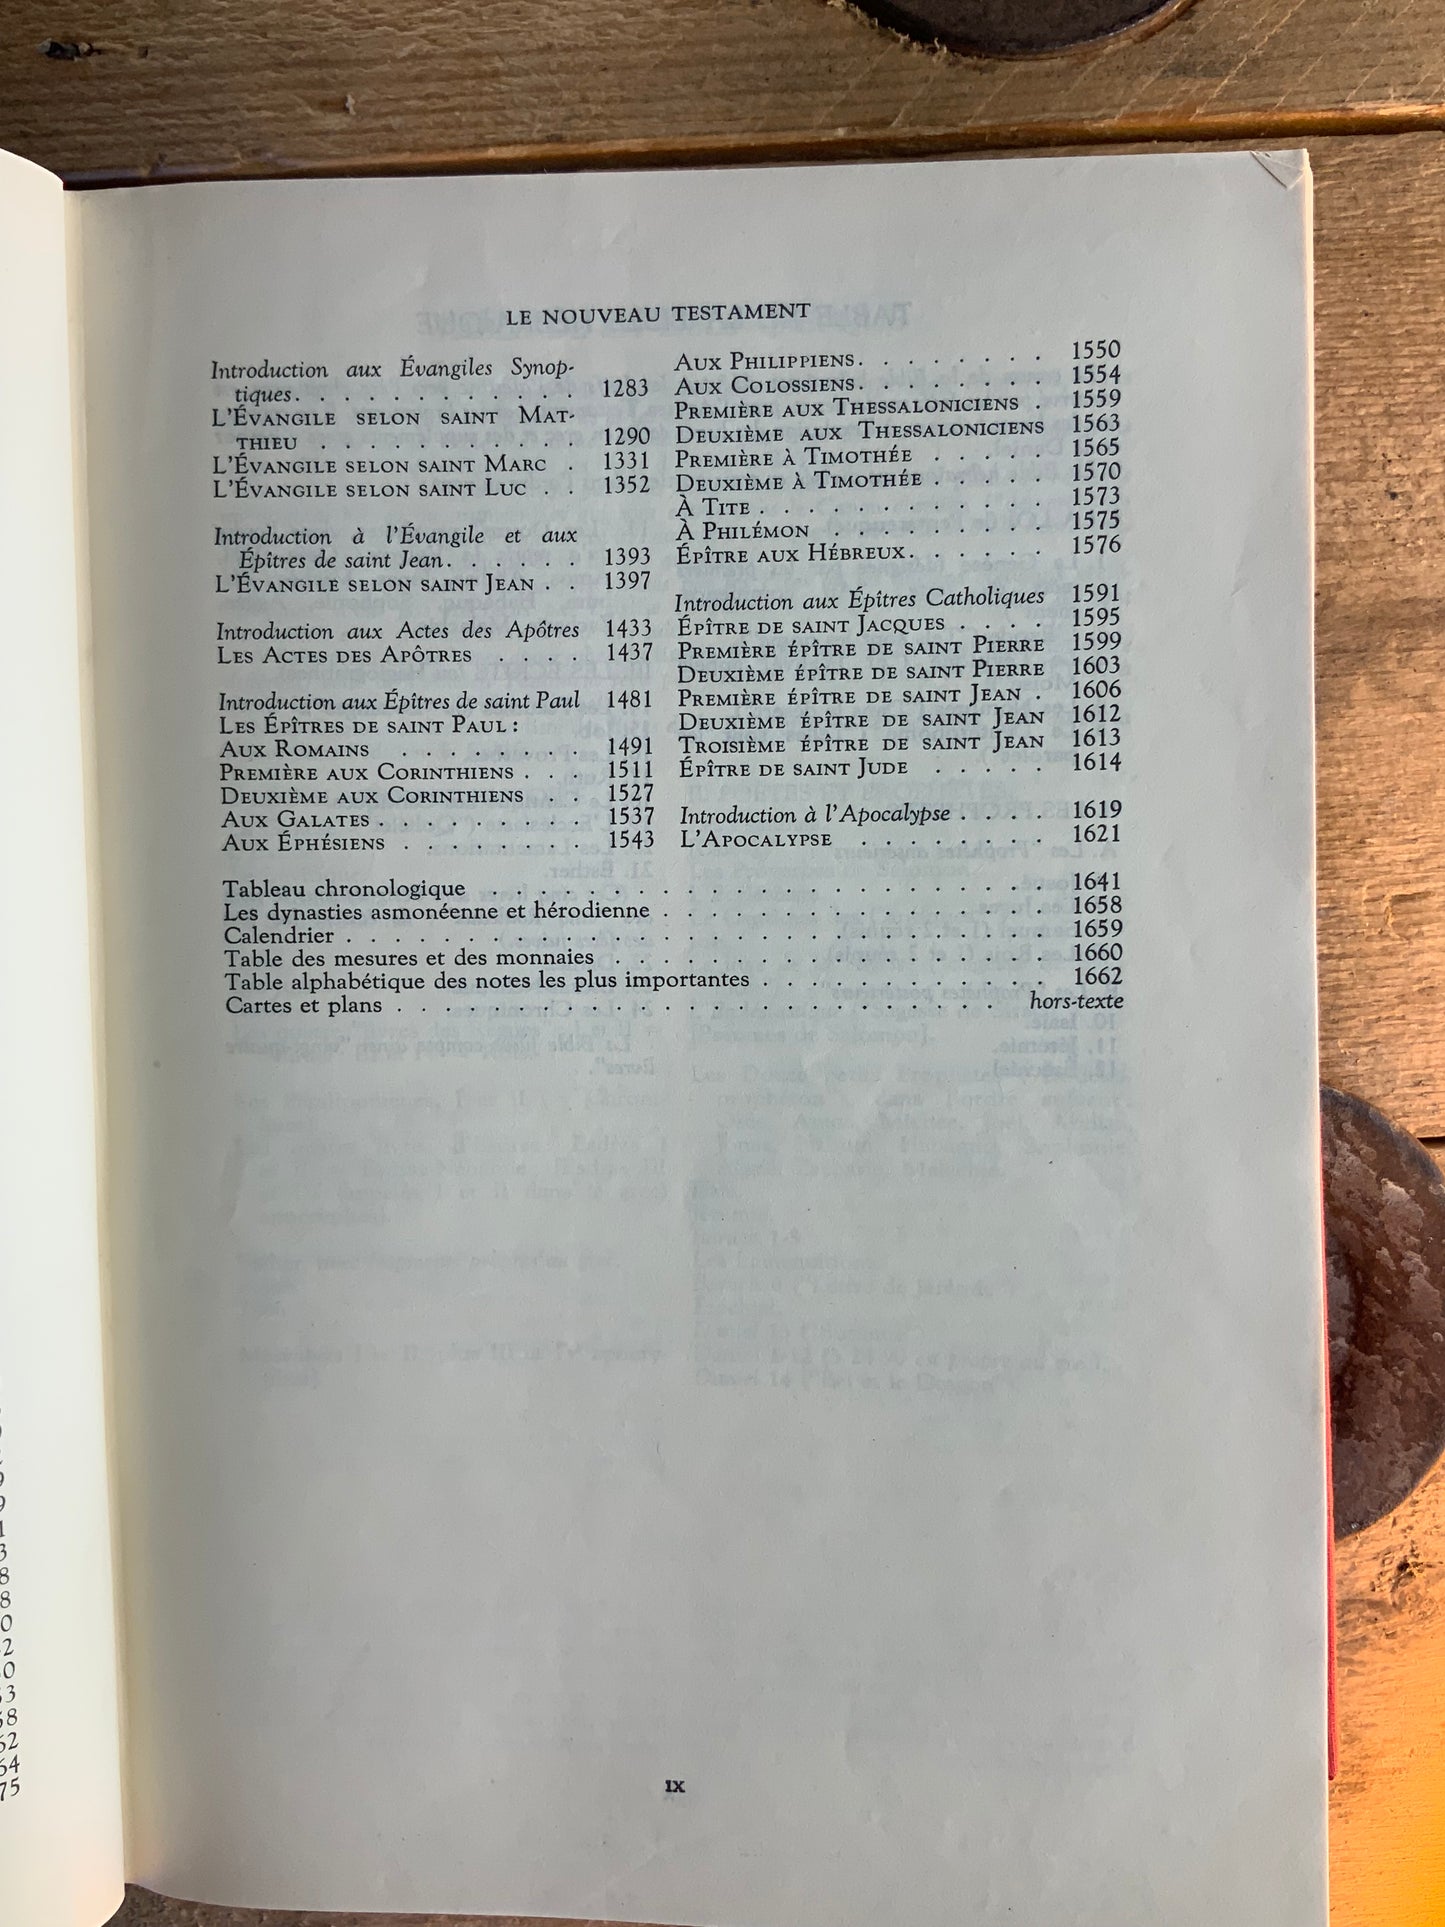 LE NOUVEAU TESTAMENT
Introduction aux Évangiles Synop-
tiques. . . . . . . . . . . . 1283
L'Évangile selon saint Mat-
thieu . . . . . . . . . . . 1290
L'Évangile selon saint Marc . 1331
L'Évangile selon saint Luc . . 1352
Introduction à l'Évangile et aux
Épîtres de saint Jean. . . . . . 1393
L'Évangile selon saint Jean . . 1397
Introduction aux Actes des Apôtres 1433
Les Actes des Apôtres . . . . 1437
Introduction aux Épîtres de saint Paul 1481
Les Épîtres de saint Paul :
Aux Romains . . . . . . . . 1491
Première aux Corinthiens . . . 1511
Deuxième aux Corinthiens . . 1527
Aux Galates . . . . . . . . . 1537
Aux Éphésiens . . . . . . . . 1543
Aux Philippiens. . . . . . . . 1550
Aux Colossiens. . . . . . . . 1554
Première aux Thessaloniciens . 1559
Deuxième aux Thessaloniciens 1563
Première à Timothée . . . . . 1565
Deuxième à Timothée . . . . . 1570
À Tite . . . . . . . . . . . . 1573
À Philémon . . . . . . . . . 1575
Épître aux Hébreux. . . . . . 1576
Introduction aux Épîtres Catholiques 1591
Épître de saint Jacques . . . . 1595
Première épître de saint Pierre 1599
Deuxième épître de saint Pierre 1603
Première épître de saint Jean . 1606
Deuxième épître de saint Jean 1612
Troisième épître de saint Jean 1613
Épître de saint Jude . . . . . 1614
Introduction à l'Apocalypse . . . . 1619
L'Apocalypse . . . . . . . . 1621
Tableau chronologique . . . . . . . . . . . . . . . . . . 1641
Les dynasties asmonéenne et hérodienne . . . . . . . . . . . . . . . . 1658
Calendrier . . . . . . . . . . . . . . . . . . . . . . . . . . . . . 1659
Table des mesures et des monnaies . . . . . . . . . . . . . . . . . . 1660
Table alphabétique des notes les plus importantes . . . . . . . . . . . . 1662
Cartes et plans . . . . . . . . . . . . . . . . . . . . . . . . . . hors-texte
IX